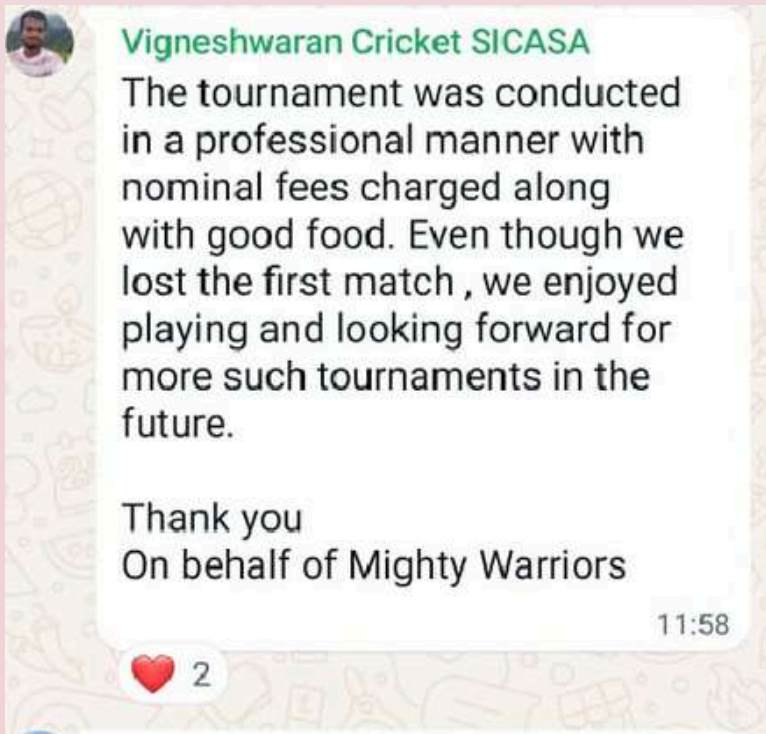 Vigneshwaran Cricket SICASA
The tournament was conducted
in a professional manner with
nominal fees charged along
with good food. Even though we
lost the first match , we enjoyed
playing and looking forward for
more such tournaments in the
future.
Thank you
On behalf of Mighty Warriors
11:58
2